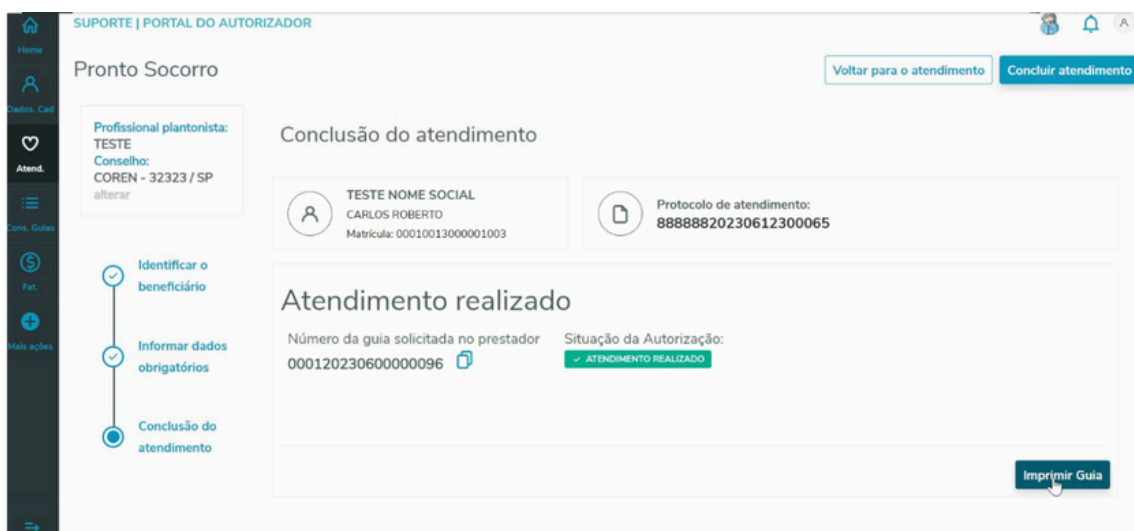 SUPORTE | PORTAL DO AUTORIZADOR
Home
Dados. Cad
Atend.
Cons. Guias
Fat.
Mais ações
Pronto Socorro
Voltar para o atendimento
Concluir atendimento
A
Profissional plantonista:
TESTE
Conselho:
COREN - 32323 / SP
alterar
Identificar o
beneficiário
Informar dados
obrigatórios
Conclusão do
atendimento
Conclusão do atendimento
TESTE NOME SOCIAL
CARLOS ROBERTO
Matrícula: 00010013000001003
Protocolo de atendimento:
88888820230612300065
Atendimento realizado
Número da guia solicitada no prestador
000120230600000096
Situação da Autorização:
ATENDIMENTO REALIZADO
Imprimir Guia